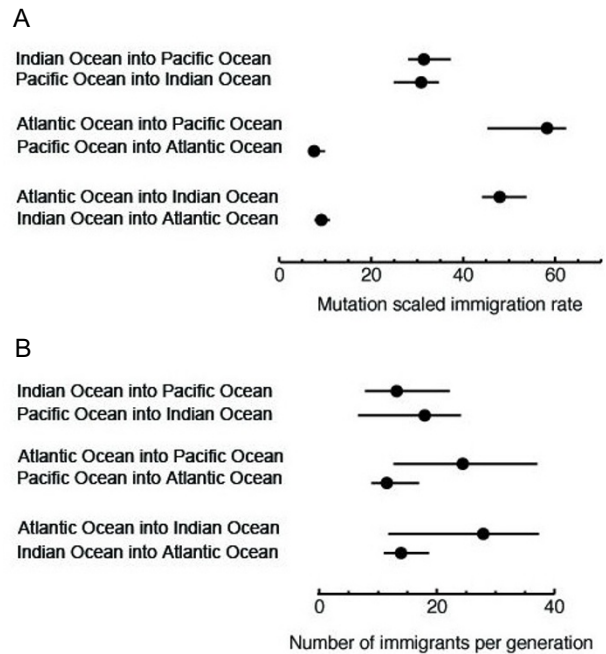 A
Indian Ocean into Pacific Ocean
Pacific Ocean into Indian Ocean
Atlantic Ocean into Pacific Ocean
Pacific Ocean into Atlantic Ocean
Atlantic Ocean into Indian Ocean
Indian Ocean into Atlantic Ocean
0 20 40 60
Mutation scaled immigration rate
B
Indian Ocean into Pacific Ocean
Pacific Ocean into Indian Ocean
Atlantic Ocean into Pacific Ocean
Pacific Ocean into Atlantic Ocean
Atlantic Ocean into Indian Ocean
Indian Ocean into Atlantic Ocean
0 20 40
Number of immigrants per generation